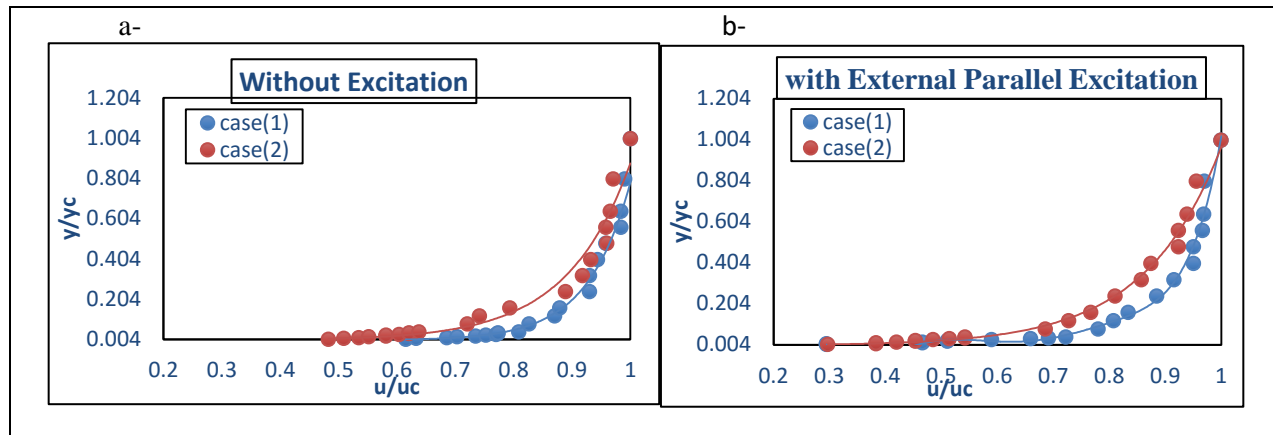 a-
Without Excitation
1.204
1.004
0.804
0.604
0.404
0.204
0.004
y/yc
case(1)
case(2)
0.2 0.3 0.4 0.5 0.6 0.7 0.8 0.9 1
u/uc
b-
with External Parallel Excitation
1.204
1.004
0.804
0.604
0.404
0.204
0.004
y/yc
case(1)
case(2)
0.2 0.3 0.4 0.5 0.6 0.7 0.8 0.9 1
u/uc